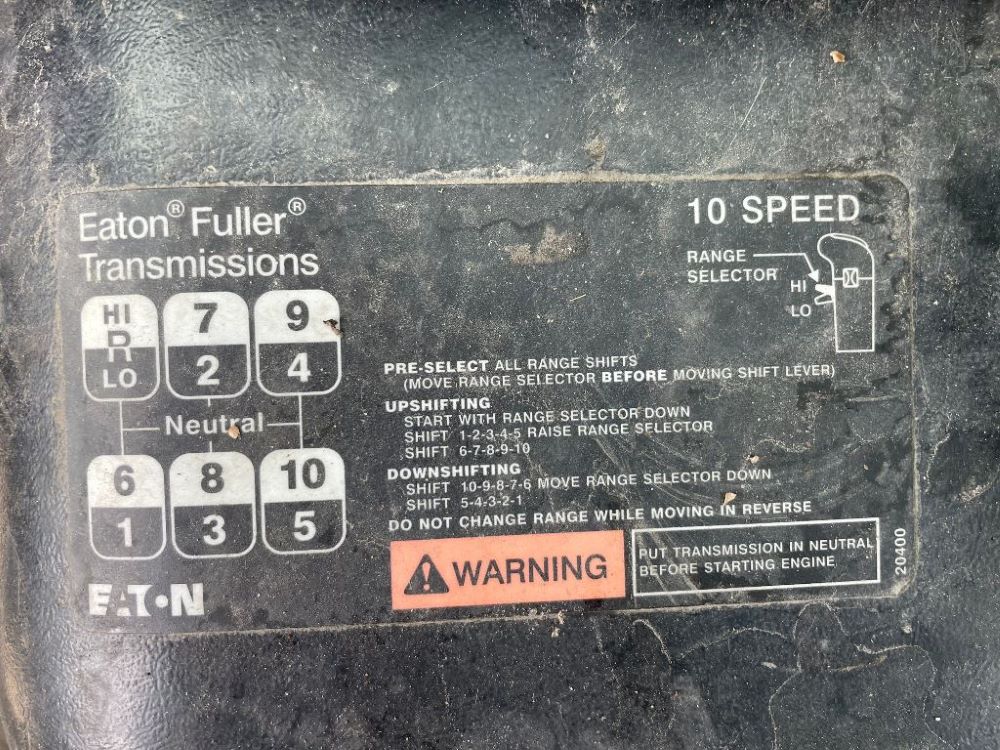 Eaton® Fuller®
Transmissions
HI
R
LO
7
2
9
4
Neutral
6
1
8
3
10
5
EAT•N
10 SPEED
RANGE
SELECTOR
HI
LO
PRE-SELECT ALL RANGE SHIFTS
(MOVE RANGE SELECTOR BEFORE MOVING SHIFT LEVER)
UPSHIFTING
START WITH RANGE SELECTOR DOWN
SHIFT 1-2-3-4-5 RAISE RANGE SELECTOR
SHIFT 6-7-8-9-10
DOWNSHIFTING
SHIFT 10-9-8-7-6 MOVE RANGE SELECTOR DOWN
SHIFT 5-4-3-2-1
DO NOT CHANGE RANGE WHILE MOVING IN REVERSE
WARNING
PUT TRANSMISSION IN NEUTRAL
BEFORE STARTING ENGINE
20400